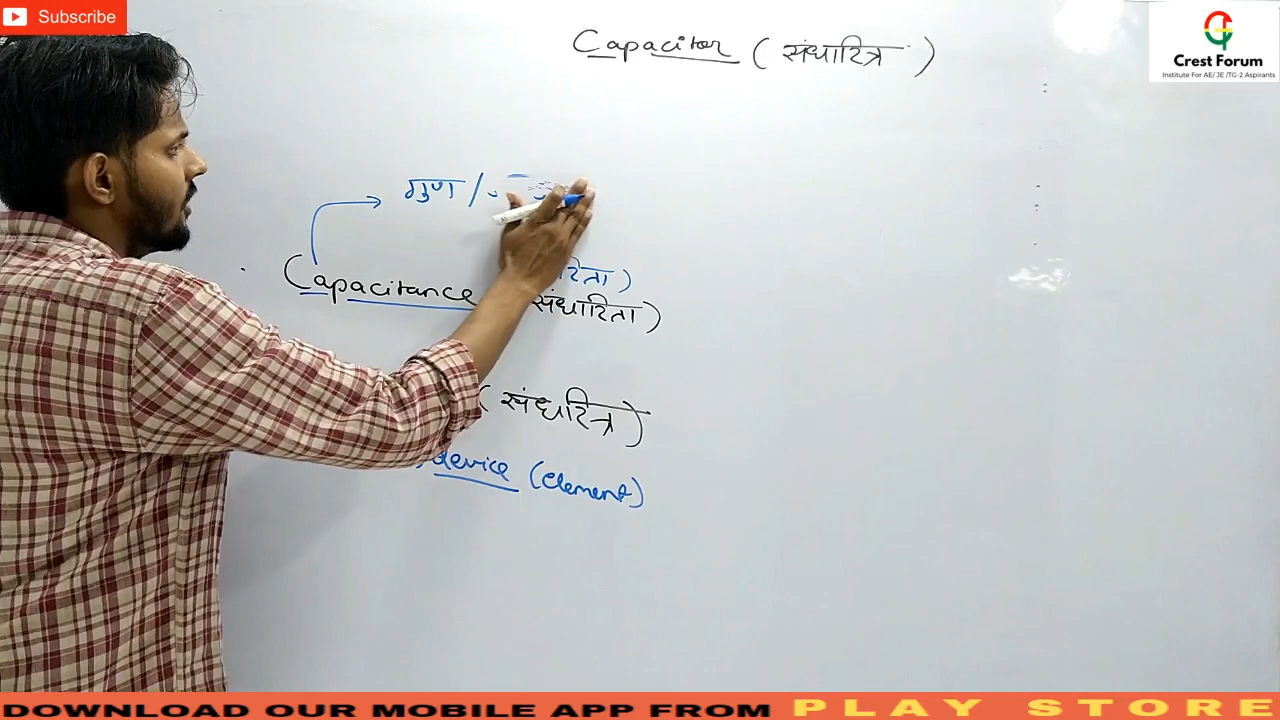 Subscribe
Capacitor ( संधारित्र )
Crest Forum
Institute For AE/ JE /TG-2 Aspirants
गुण /
Capacitance
रिता )
संधारिता )
( संधारित्र )
device (element)
DOWNLOAD OUR MOBILE APP FROM PLAY STORE